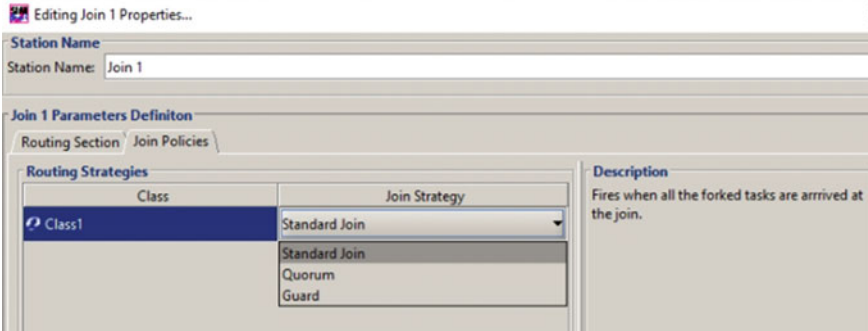 Editing Join 1 Properties...
Station Name
Station Name: Join 1
Join 1 Parameters Definiton
Routing Section Join Policies
Routing Strategies
Class Join Strategy
Class1 Standard Join
Standard Join
Quorum
Guard
Description
Fires when all the forked tasks are arrrived at
the join.